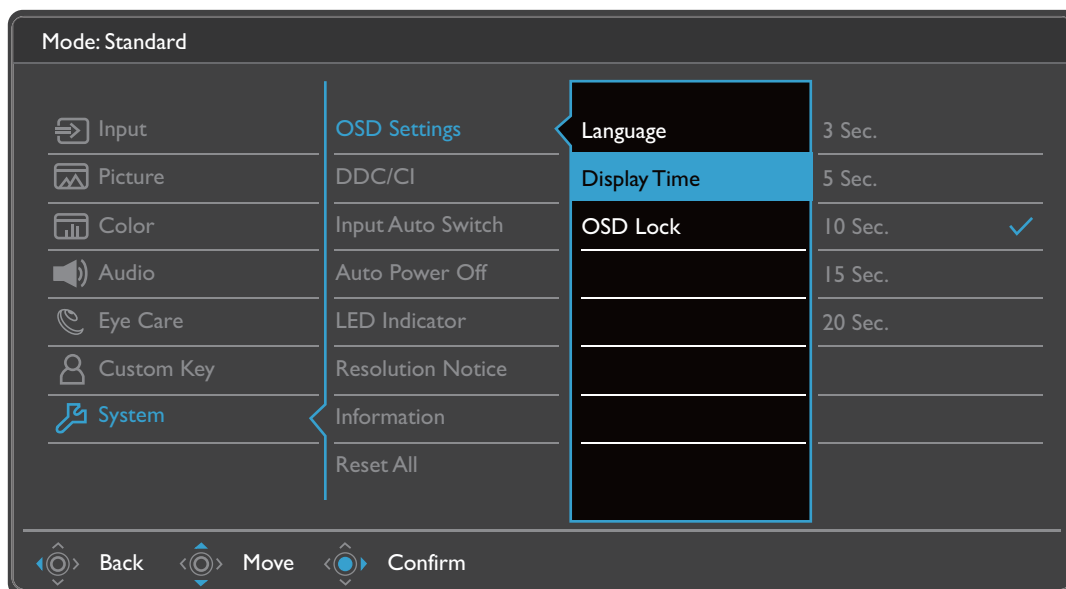 Mode: Standard
Input
Picture
Color
Audio
Eye Care
Custom Key
System
OSD Settings
DDC/CI
Input Auto Switch
Auto Power Off
LED Indicator
Resolution Notice
Information
Reset All
Language
Display Time
OSD Lock
3 Sec.
5 Sec.
10 Sec.
15 Sec.
20 Sec.
Back Move Confirm